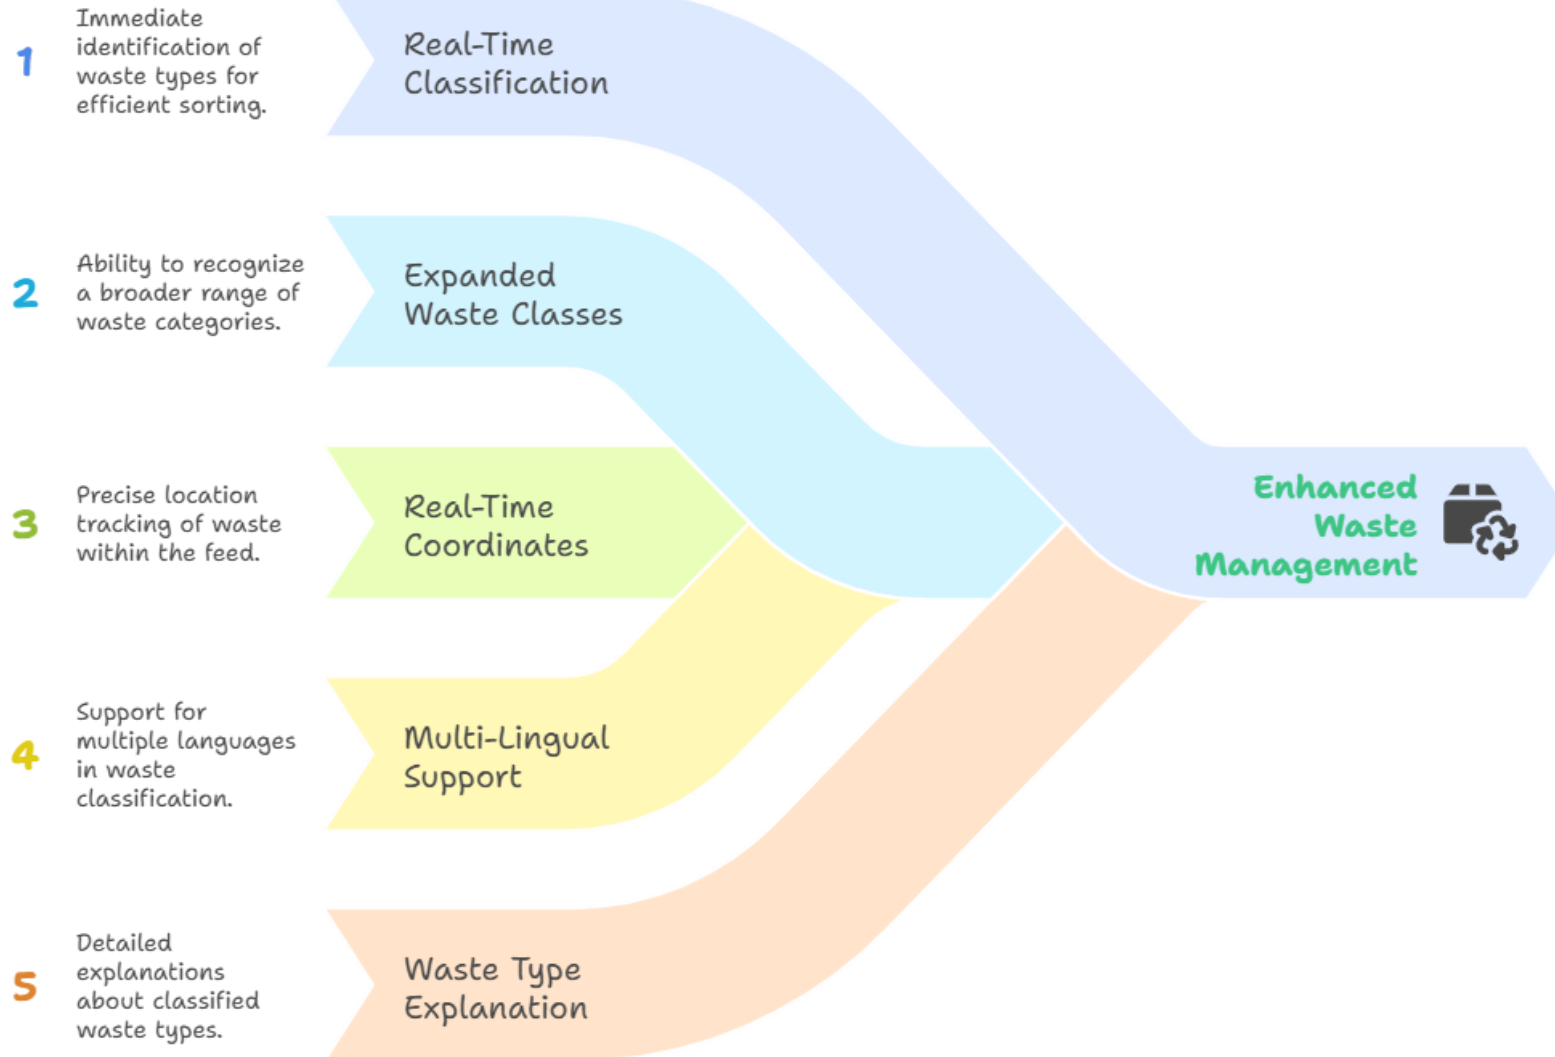 1
Immediate
identification of
waste types for
efficient sorting.
Real-Time
Classification
2
Ability to recognize
a broader range of
waste categories.
Expanded
Waste Classes
3
Precise location
tracking of waste
within the feed.
Real-Time
Coordinates
4
Support for
multiple languages
in waste
classification.
Multi-Lingual
Support
5
Detailed
explanations
about classified
waste types.
Waste Type
Explanation
Enhanced
Waste
Management